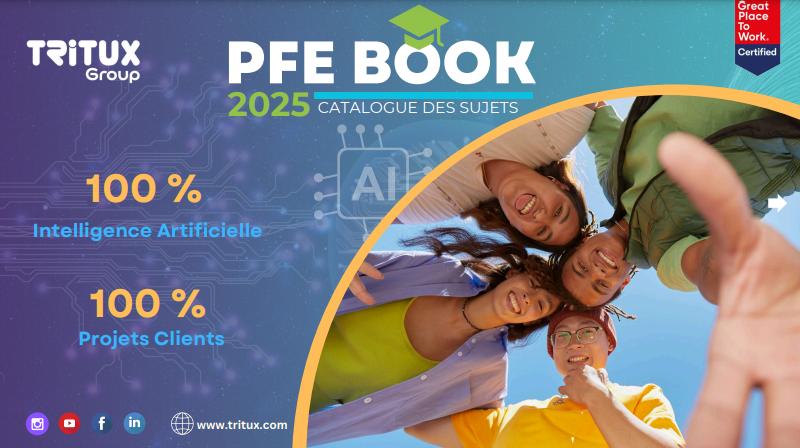 TRiTUX
Group
PFE BOOK
2025 CATALOGUE DES SUJETS
Great
Place
To
Work.
Certified
AI
100 %
Intelligence Artificielle
100 %
Projets Clients
in
www.tritux.com